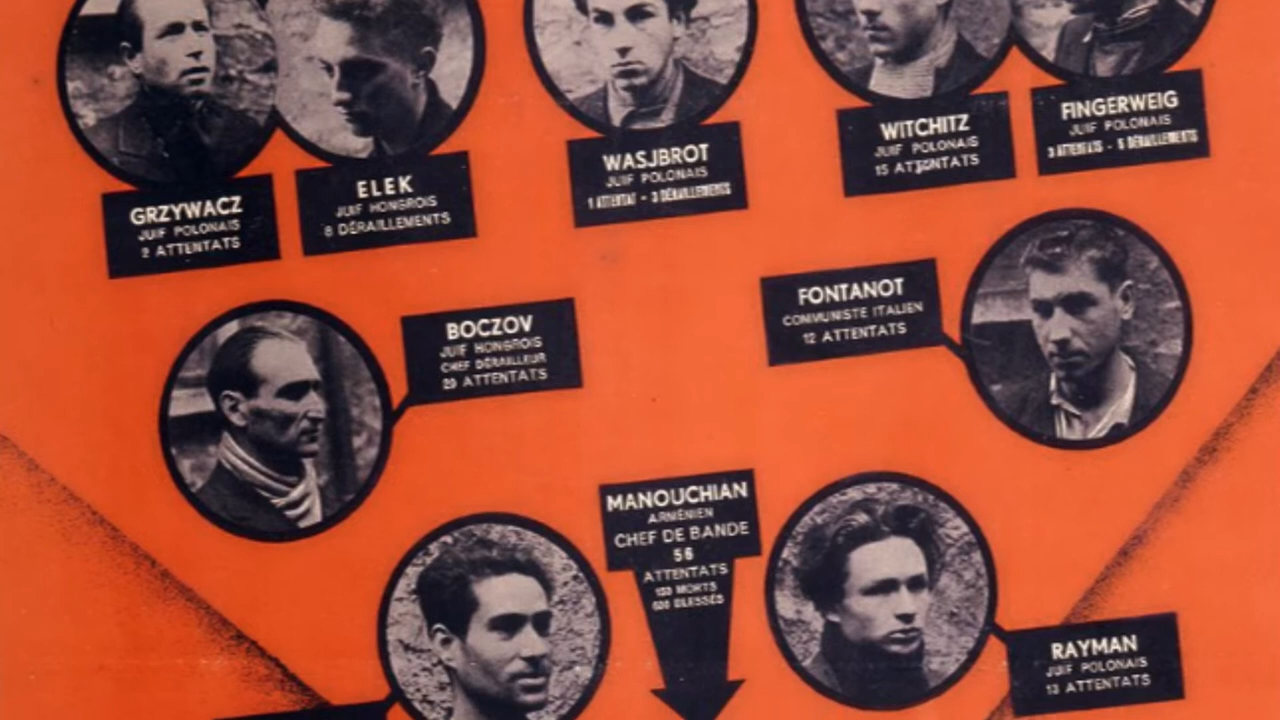 GRZYWACZ
JUIF POLONAIS
2 ATTENTATS
ELEK
JUIF HONGROIS
8 DÉRAILLEMENTS
WASJBROT
JUIF POLONAIS
1 ATTENTAT - 3 DÉRAILLEMENTS
WITCHITZ
JUIF POLONAIS
15 ATTENTATS
FINGERWEIG
JUIF POLONAIS
3 ATTENTATS - 5 DÉRAILLEMENTS
BOCZOV
JUIF HONGROIS
CHEF DÉRAILLEUR
20 ATTENTATS
FONTANOT
COMMUNISTE ITALIEN
12 ATTENTATS
MANOUCHIAN
ARMÉNIEN
CHEF DE BANDE
56
ATTENTATS
150 MORTS
600 BLESSÉS
RAYMAN
JUIF POLONAIS
13 ATTENTATS